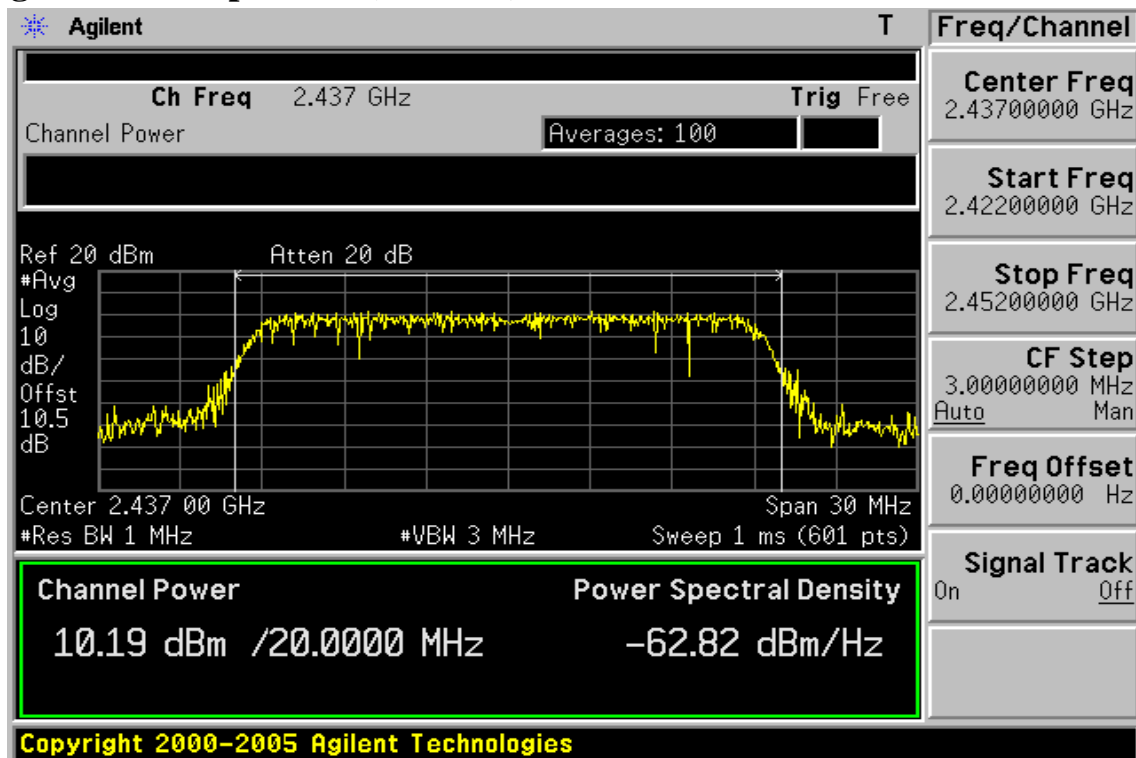 Agilent T
Ch Freq 2.437 GHz Trig Free
Channel Power Averages: 100
Ref 20 dBm Atten 20 dB
#Avg
Log
10
dB/
Offst
10.5
dB
Center 2.437 00 GHz Span 30 MHz
#Res BW 1 MHz #VBW 3 MHz Sweep 1 ms (601 pts)
Channel Power Power Spectral Density
10.19 dBm /20.0000 MHz -62.82 dBm/Hz
Copyright 2000-2005 Agilent Technologies
Freq/Channel
Center Freq
2.43700000 GHz
Start Freq
2.42200000 GHz
Stop Freq
2.45200000 GHz
CF Step
3.00000000 MHz
Auto Man
Freq Offset
0.00000000 Hz
Signal Track
On Off